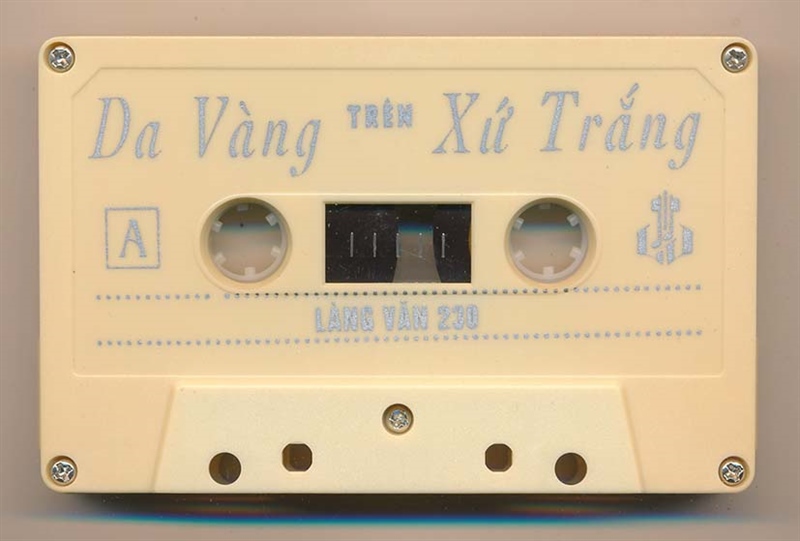 Da Vàng TRÊN Xứ Trắng
A
LÀNG VĂN 230